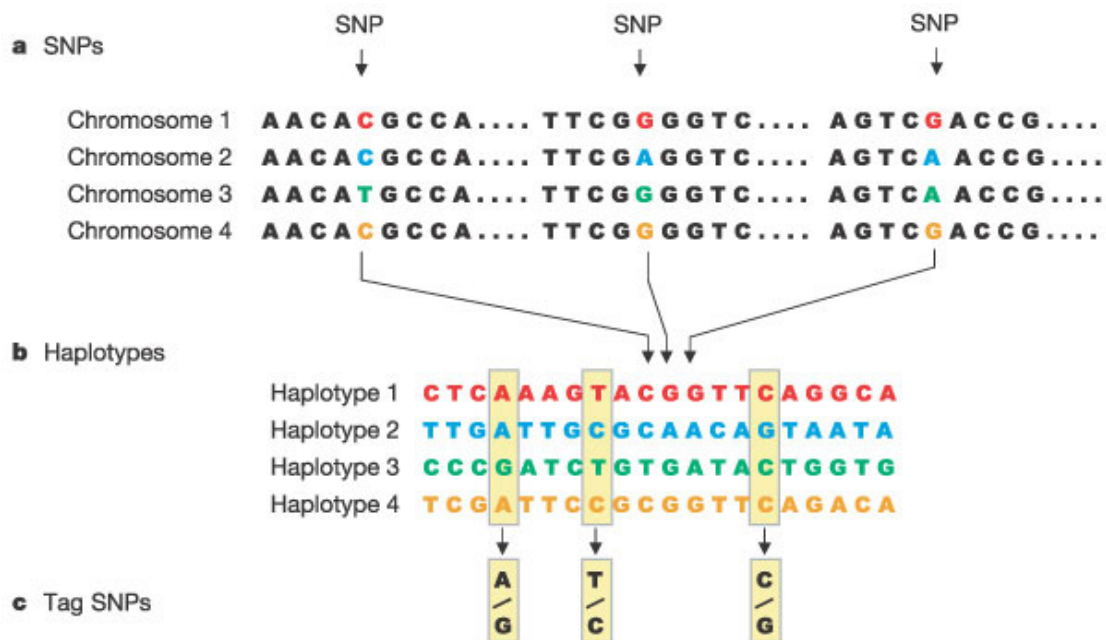 SNP SNP SNP
a SNPs
Chromosome 1 AACACGCCA.... TTCGGGGTC.... AGTCGACCG....
Chromosome 2 AACACGCCA.... TTCGAGGTC.... AGTCAACCG....
Chromosome 3 AACATGCCA.... TTCGGGGTC.... AGTCAACCG....
Chromosome 4 AACACGCCA.... TTCGGGGTC.... AGTCGACCG....
b Haplotypes
Haplotype 1 CTCAAAGTACGGTTCAGGCA
Haplotype 2 TTGATTGCGCAACAGTAATA
Haplotype 3 CCCGATCTGTGATACTGGTG
Haplotype 4 TCGATTCCGCGGTTCAGACA
c Tag SNPs
A/G T/C C/G